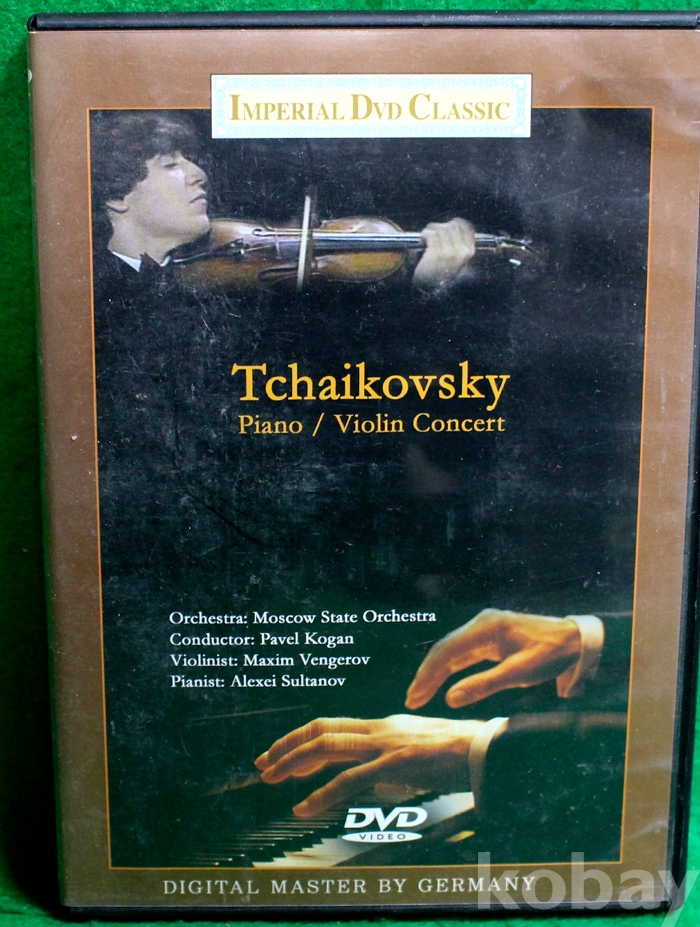 IMPERIAL DVD CLASSIC
Tchaikovsky
Piano / Violin Concert
Orchestra: Moscow State Orchestra
Conductor: Pavel Kogan
Violinist: Maxim Vengerov
Pianist: Alexei Sultanov
DVD
VIDEO
DIGITAL MASTER BY GERMANY
kobay